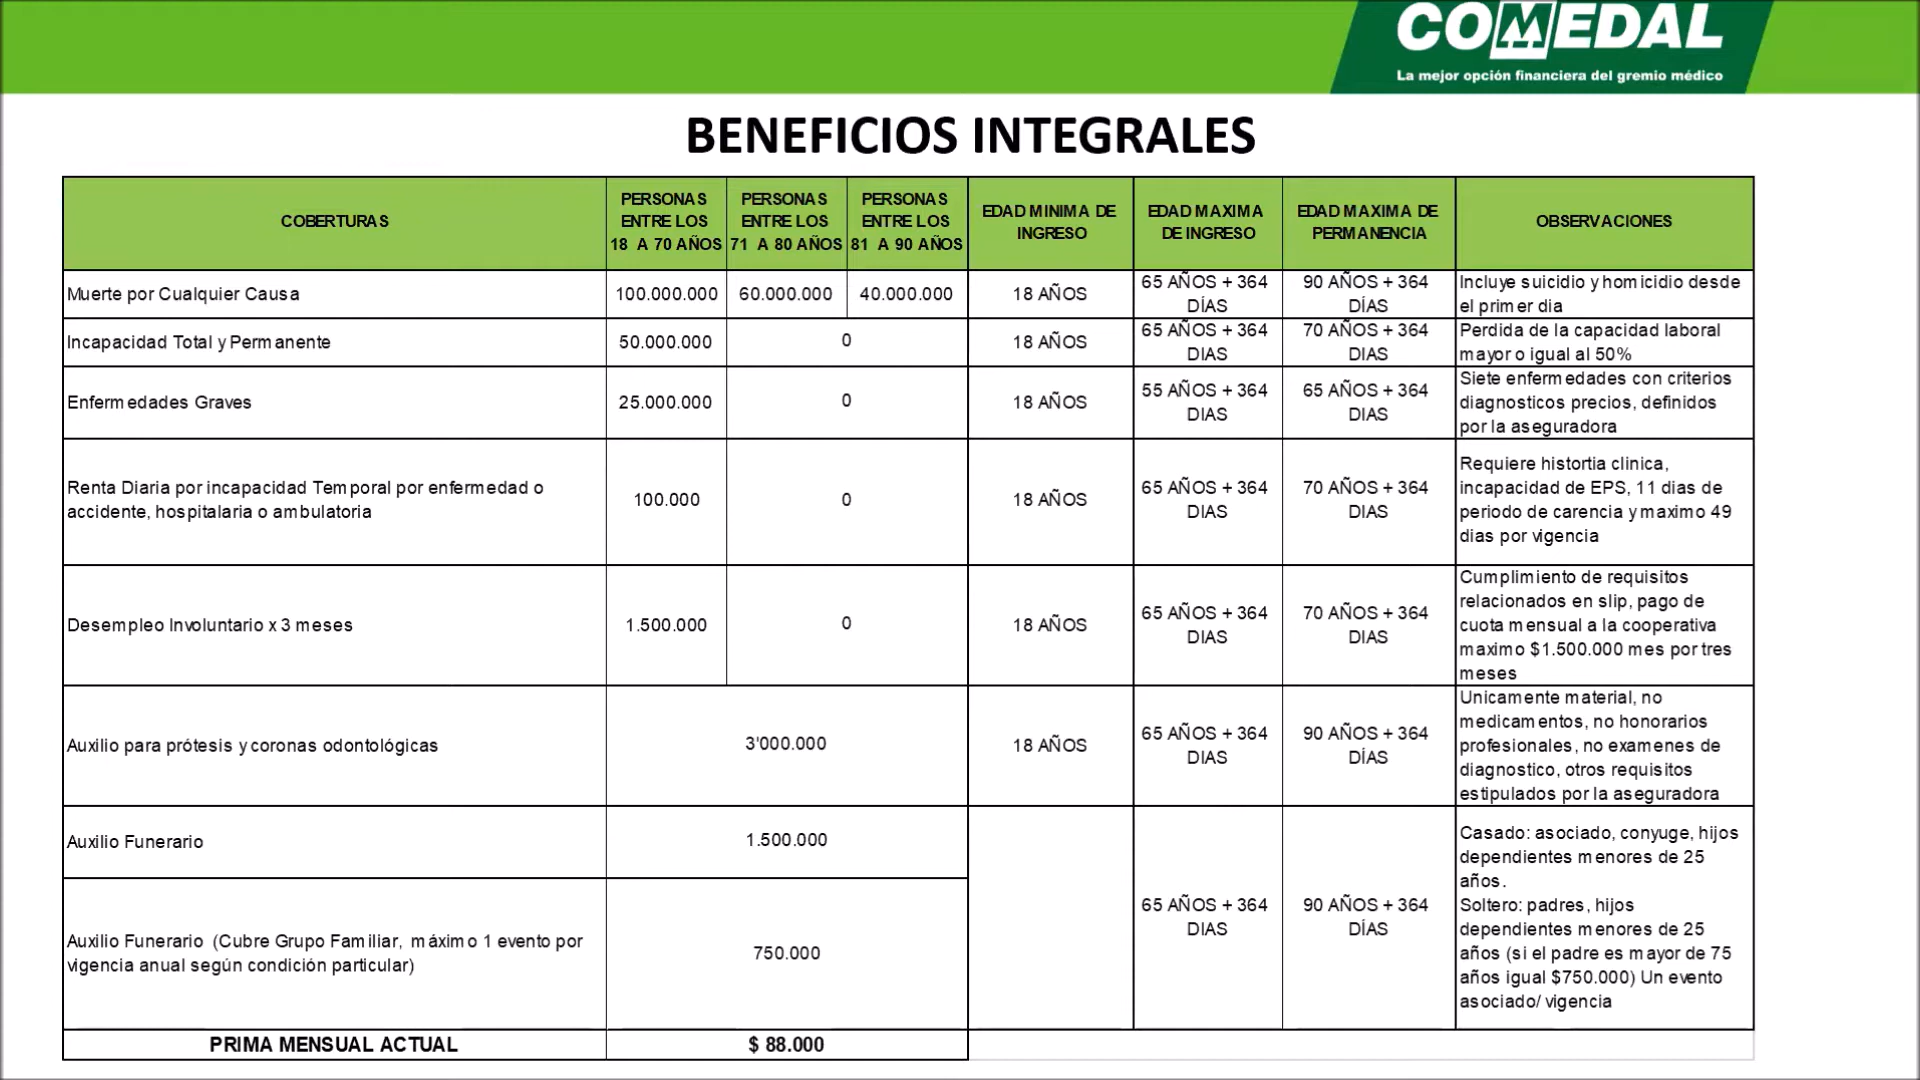 COMEDAL
La mejor opción financiera del gremio médico
BENEFICIOS INTEGRALES
COBERTURAS
PERSONAS
ENTRE LOS
18 A 70 AÑOS
PERSONAS
ENTRE LOS
71 A 80 AÑOS
PERSONAS
ENTRE LOS
81 A 90 AÑOS
EDAD MINIMA DE
INGRESO
EDAD MAXIMA
DE INGRESO
EDAD MAXIMA DE
PERMANENCIA
OBSERVACIONES
Muerte por Cualquier Causa
100.000.000
60.000.000
40.000.000
18 AÑOS
65 AÑOS + 364
DÍAS
90 AÑOS + 364
DÍAS
Incluye suicidio y homicidio desde
el primer dia
Incapacidad Total y Permanente
50.000.000
0
18 AÑOS
65 AÑOS + 364
DIAS
70 AÑOS + 364
DIAS
Perdida de la capacidad laboral
mayor o igual al 50%
Enfermedades Graves
25.000.000
0
18 AÑOS
55 AÑOS + 364
DIAS
65 AÑOS + 364
DIAS
Siete enfermedades con criterios
diagnosticos precios, definidos
por la aseguradora
Renta Diaria por incapacidad Temporal por enfermedad o
accidente, hospitalaria o ambulatoria
100.000
0
18 AÑOS
65 AÑOS + 364
DIAS
70 AÑOS + 364
DIAS
Requiere histortia clinica,
incapacidad de EPS, 11 dias de
periodo de carencia y maximo 49
dias por vigencia
Desempleo Involuntario x 3 meses
1.500.000
0
18 AÑOS
65 AÑOS + 364
DIAS
70 AÑOS + 364
DIAS
Cumplimiento de requisitos
relacionados en slip, pago de
cuota mensual a la cooperativa
maximo $1.500.000 mes por tres
meses
Auxilio para prótesis y coronas odontológicas
3'000.000
18 AÑOS
65 AÑOS + 364
DIAS
90 AÑOS + 364
DÍAS
Unicamente material, no
medicamentos, no honorarios
profesionales, no examenes de
diagnostico, otros requisitos
estipulados por la aseguradora
Auxilio Funerario
1.500.000
Auxilio Funerario (Cubre Grupo Familiar, máximo 1 evento por
vigencia anual según condición particular)
750.000
65 AÑOS + 364
DIAS
90 AÑOS + 364
DÍAS
Casado: asociado, conyuge, hijos
dependientes menores de 25
años.
Soltero: padres, hijos
dependientes menores de 25
años (si el padre es mayor de 75
años igual $750.000) Un evento
asociado/ vigencia
PRIMA MENSUAL ACTUAL
$ 88.000